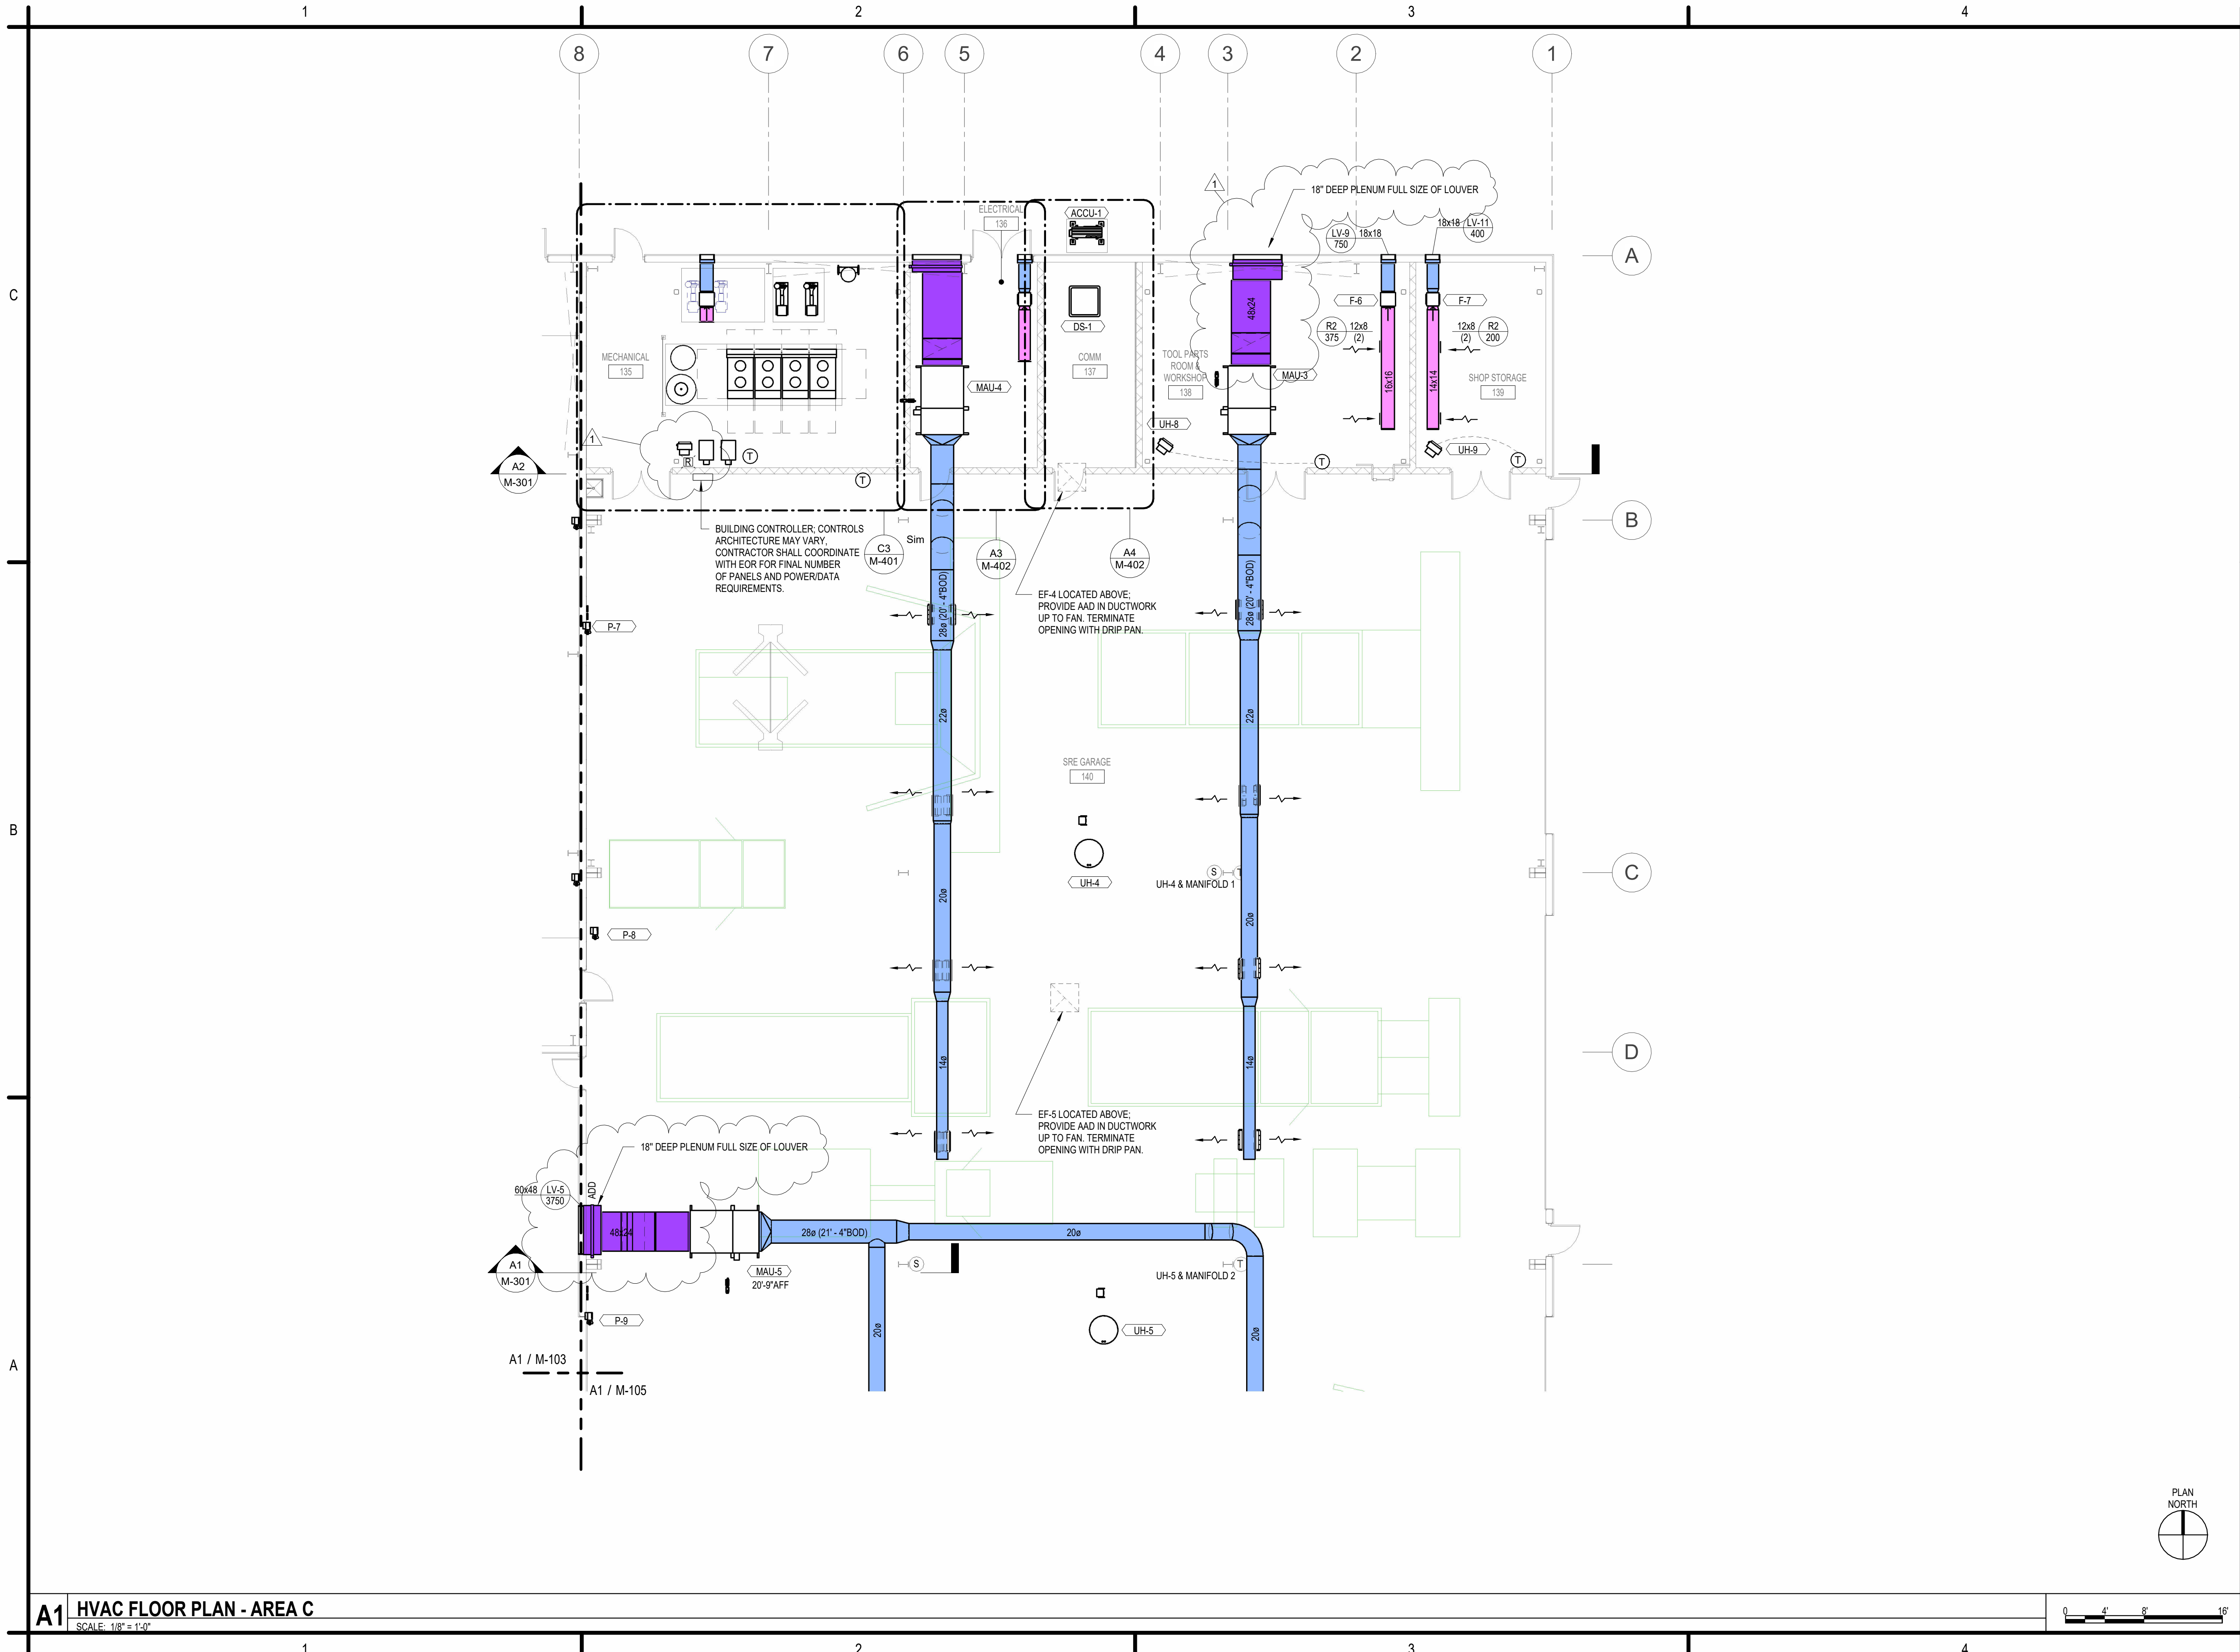 1
2
3
4
8
7
6
5
4
3
2
1
1
18" DEEP PLENUM FULL SIZE OF LOUVER
ELECTRICAL
136
ACCU-1
LV-9
750
18x18
18x18
LV-11
400
A
C
C
48x24
F-6
F-7
DS-1
R2
375
12x8
(2)
12x8
(2)
R2
200
MECHANICAL
135
COMM
137
TOOL PARTS
ROOM &
WORKSHOP
138
MAU-4
MAU-3
16x16
14x14
SHOP STORAGE
139
UH-8
UH-9
1
R
T
T
T
T
A2
M-301
BUILDING CONTROLLER; CONTROLS
ARCHITECTURE MAY VARY,
CONTRACTOR SHALL COORDINATE
WITH EOR FOR FINAL NUMBER
OF PANELS AND POWER/DATA
REQUIREMENTS.
C3
M-401
Sim
A3
M-402
A4
M-402
B
EF-4 LOCATED ABOVE;
PROVIDE AAD IN DUCTWORK
UP TO FAN. TERMINATE
OPENING WITH DRIP PAN.
28ø (20' - 4"BOD)
28ø (20' - 4"BOD)
P-7
22ø
22ø
SRE GARAGE
140
B
UH-4
S
T
UH-4 & MANIFOLD 1
20ø
20ø
P-8
D
14ø
14ø
EF-5 LOCATED ABOVE;
PROVIDE AAD IN DUCTWORK
UP TO FAN. TERMINATE
OPENING WITH DRIP PAN.
18" DEEP PLENUM FULL SIZE OF LOUVER
60x48
LV-5
3750
ADD
48x24
28ø (21' - 4"BOD)
20ø
A1
M-301
MAU-5
20'-9"AFF
S
T
UH-5 & MANIFOLD 2
P-9
UH-5
20ø
20ø
A
A1 / M-103
A1 / M-105
PLAN
NORTH
A1
HVAC FLOOR PLAN - AREA C
SCALE: 1/8" = 1'-0"
0 4' 8' 16'
1
2
3
4